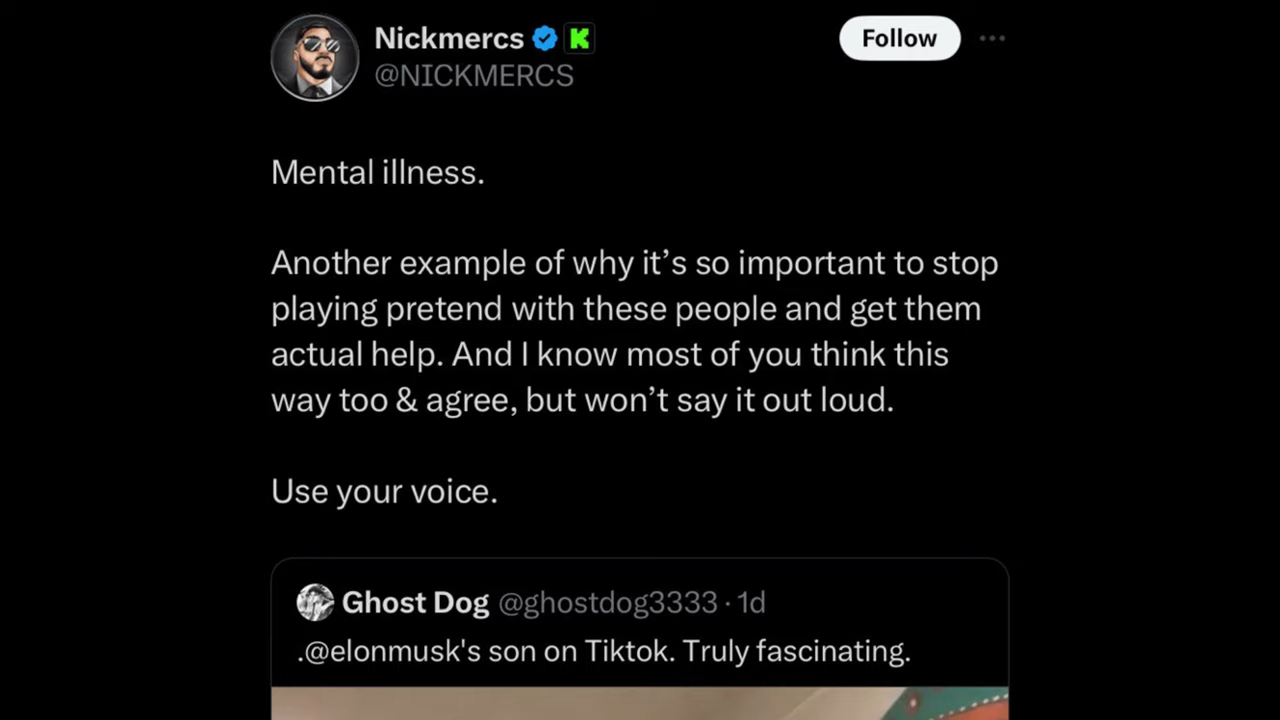 Nickmercs
Follow
@NICKMERCS
Mental illness.
Another example of why it’s so important to stop
playing pretend with these people and get them
actual help. And I know most of you think this
way too & agree, but won’t say it out loud.
Use your voice.
Ghost Dog @ghostdog3333 · 1d
.@elonmusk's son on Tiktok. Truly fascinating.